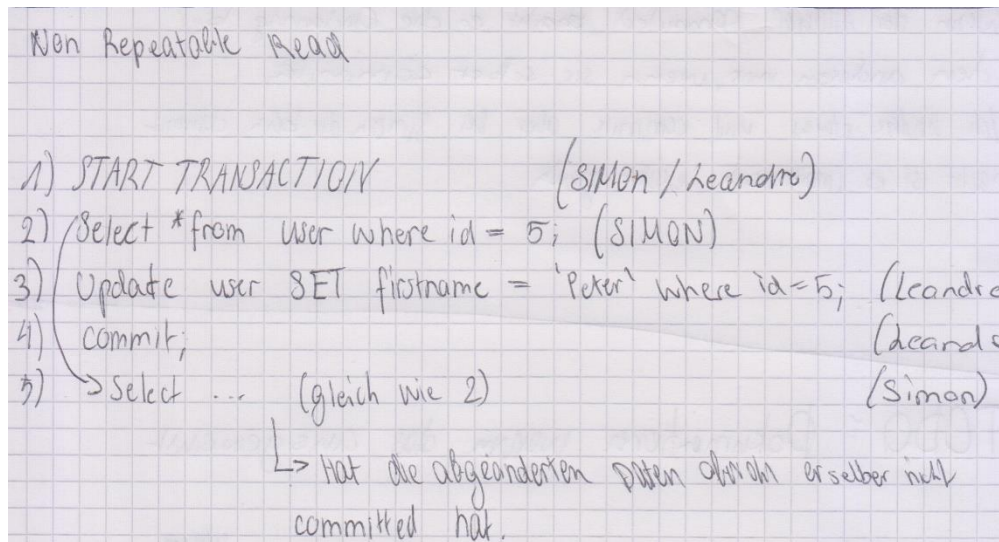 Non Repeatable Read
1) START TRANSACTION (SIMON / Leandro)
2) Select * from user where id = 5; (SIMON)
3) Update user SET firstname = 'Peter' where id=5; (Leandro
4) commit; (Leand
5) Select ... (gleich wie 2) (Simon)
Hat die abgeänderten Daten obwohl er selber nicht
committed hat.